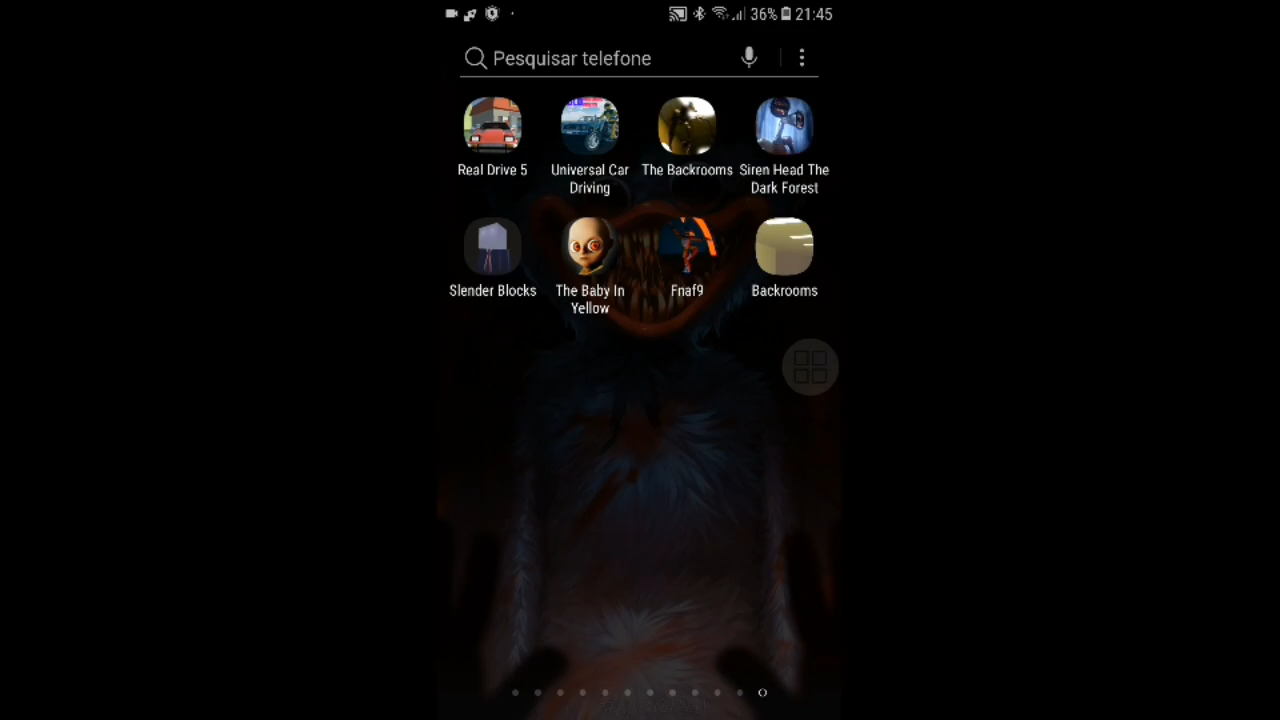 36% 21:45
Pesquisar telefone
Real Drive 5
Universal Car
Driving
The Backrooms
Siren Head The
Dark Forest
Slender Blocks
The Baby In
Yellow
Fnaf9
Backrooms